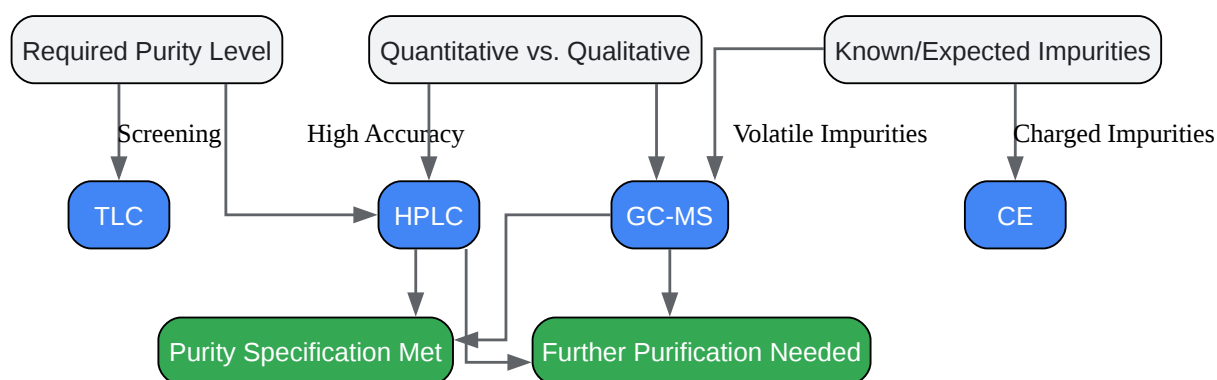 Required Purity Level
Quantitative vs. Qualitative
Known/Expected Impurities
Screening
High Accuracy
Volatile Impurities
Charged Impurities
TLC
HPLC
GC-MS
CE
Purity Specification Met
Further Purification Needed